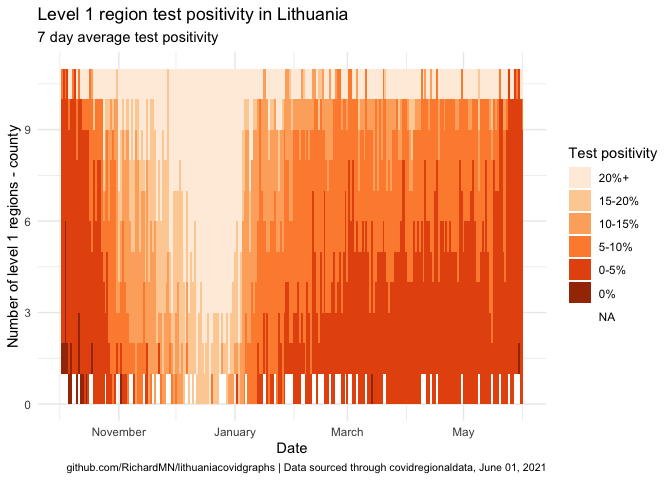 Level 1 region test positivity in Lithuania
7 day average test positivity
Number of level 1 regions - county
9
6
3
0
November
January
March
May
Date
Test positivity
20%+
15-20%
10-15%
5-10%
0-5%
0%
NA
github.com/RichardMN/lithuaniacovidgraphs | Data sourced through covidregionaldata, June 01, 2021